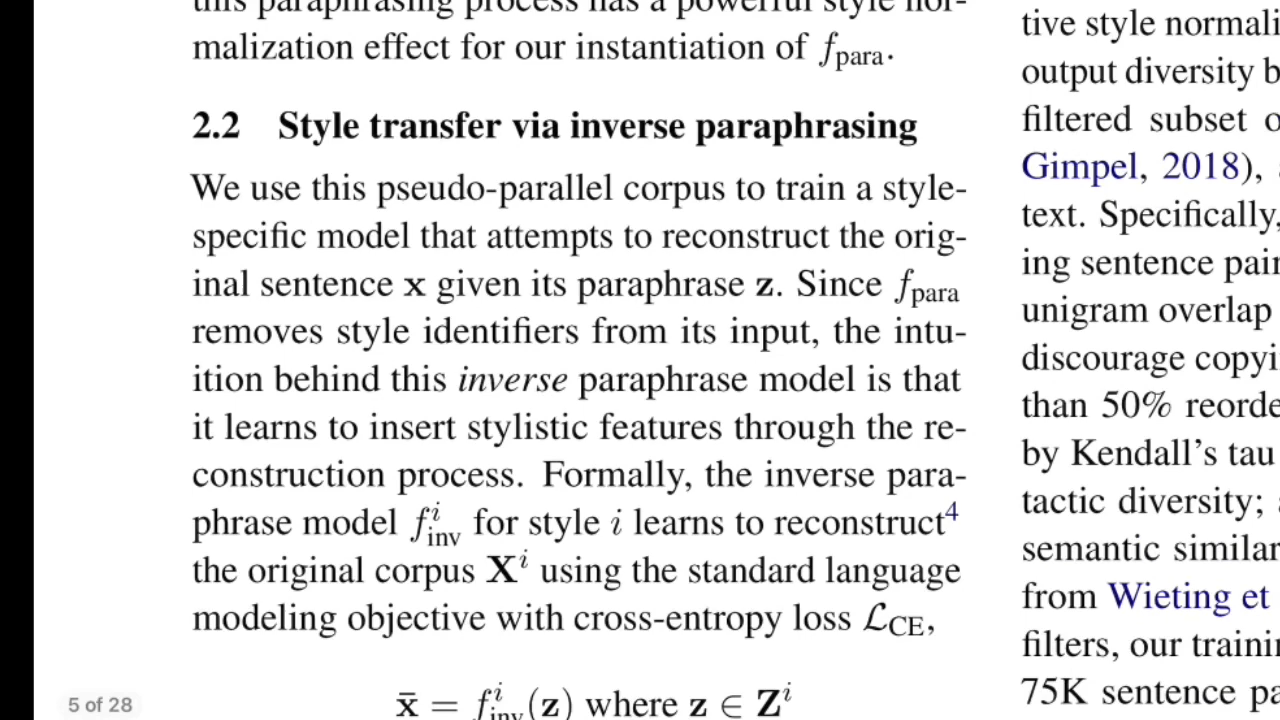 this paraphrasing process has a powerful style nor-
malization effect for our instantiation of f_para.
2.2 Style transfer via inverse paraphrasing
We use this pseudo-parallel corpus to train a style-
specific model that attempts to reconstruct the orig-
inal sentence x given its paraphrase z. Since f_para
removes style identifiers from its input, the intu-
ition behind this inverse paraphrase model is that
it learns to insert stylistic features through the re-
construction process. Formally, the inverse para-
phrase model f^i_inv for style i learns to reconstruct⁴
the original corpus X^i using the standard language
modeling objective with cross-entropy loss ℒ_CE,
x̄ = f^i_inv(z) where z ∈ Z^i
5 of 28
tive style normali
output diversity b
filtered subset o
Gimpel, 2018), a
text. Specifically,
ing sentence pair
unigram overlap
discourage copyi
than 50% reorde
by Kendall's tau
tactic diversity; a
semantic similar
from Wieting et
filters, our traini
75K sentence pa